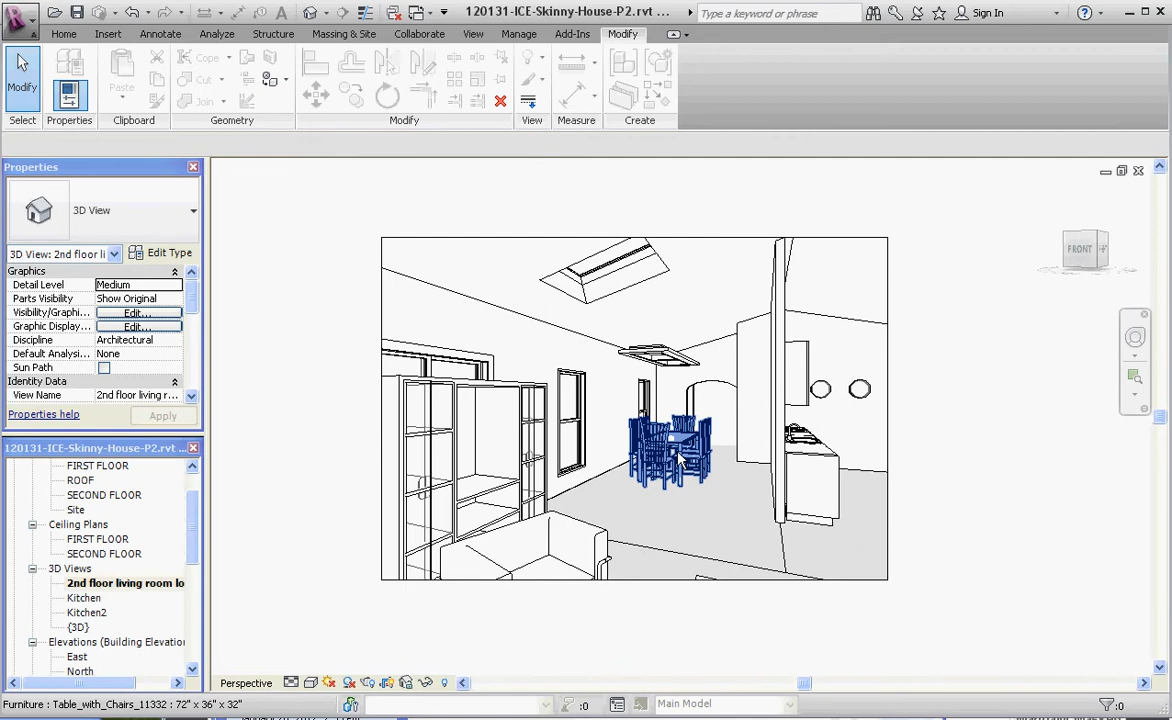 120131-ICE-Skinny-House-P2.rvt ...
Type a keyword or phrase
Sign In
Home
Insert
Annotate
Analyze
Structure
Massing & Site
Collaborate
View
Manage
Add-Ins
Modify
Modify
Properties
Paste
Cope
Cut
Join
Select
Properties
Clipboard
Geometry
Modify
View
Measure
Create
Properties
3D View
3D View: 2nd floor li
Edit Type
Graphics
Detail Level
Medium
Parts Visibility
Show Original
Visibility/Graphi...
Edit...
Graphic Display...
Edit...
Discipline
Architectural
Default Analysi...
None
Sun Path
Identity Data
View Name
2nd floor living r...
Properties help
Apply
120131-ICE-Skinny-House-P2.rvt ...
FIRST FLOOR
ROOF
SECOND FLOOR
Site
Ceiling Plans
FIRST FLOOR
SECOND FLOOR
3D Views
2nd floor living room lo
Kitchen
Kitchen2
{3D}
Elevations (Building Elevation
East
North
FRONT
Perspective
Furniture : Table_with_Chairs_11332 : 72" x 36" x 32"
:0
Main Model
:0